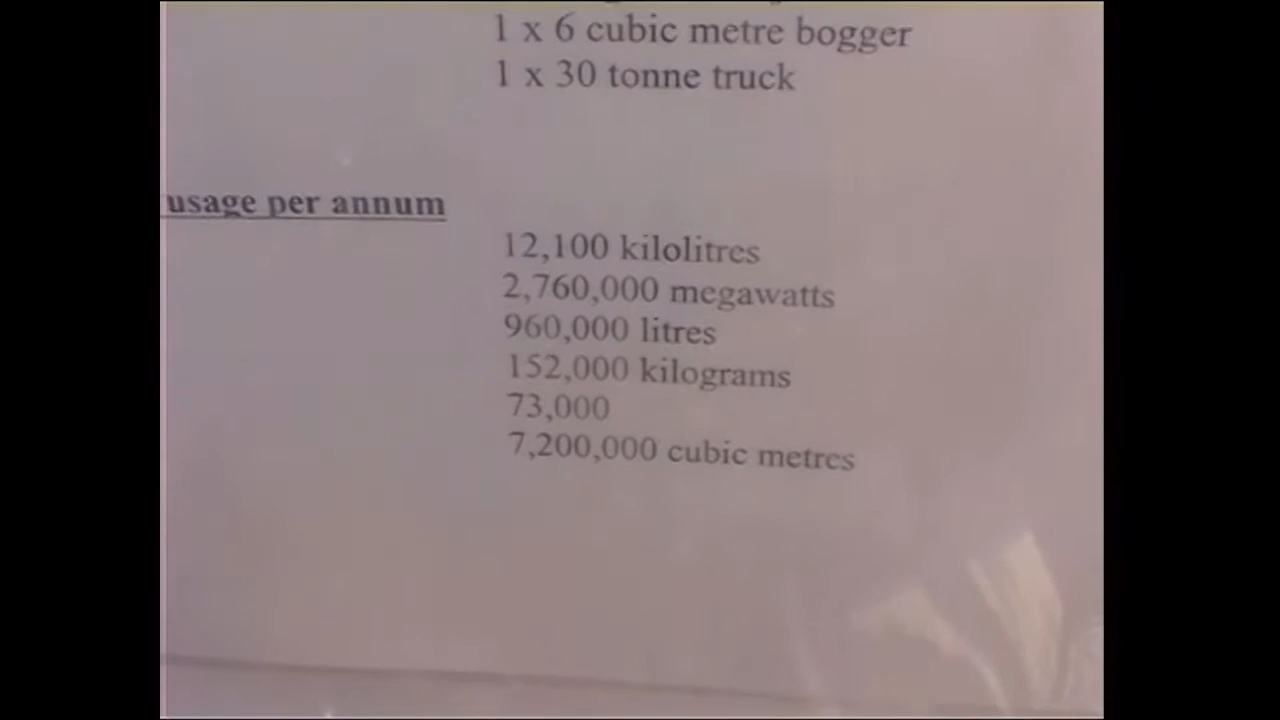 1 x 6 cubic metre bogger
1 x 30 tonne truck
usage per annum
12,100 kilolitres
2,760,000 megawatts
960,000 litres
152,000 kilograms
73,000
7,200,000 cubic metres